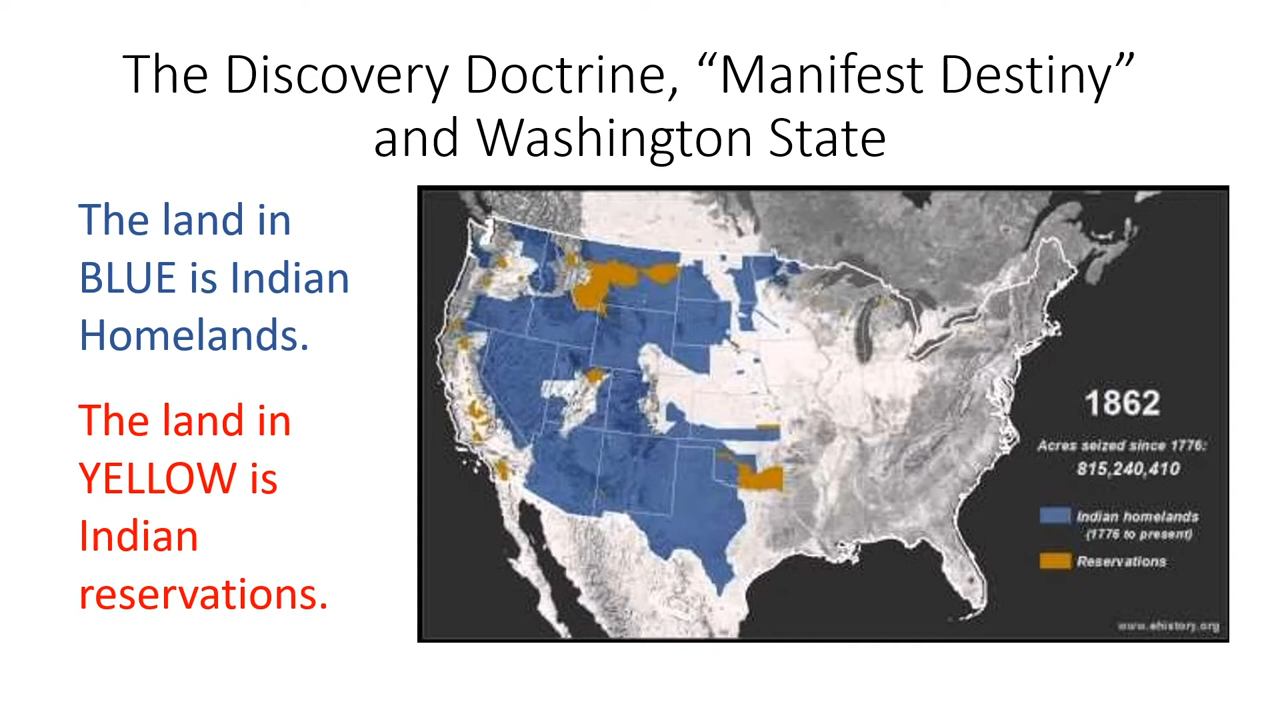 The Discovery Doctrine, “Manifest Destiny”
and Washington State
The land in
BLUE is Indian
Homelands.
The land in
YELLOW is
Indian
reservations.
1862
Acres seized since 1776:
815,240,410
Indian homelands
(1776 to present)
Reservations
www.ehistory.org